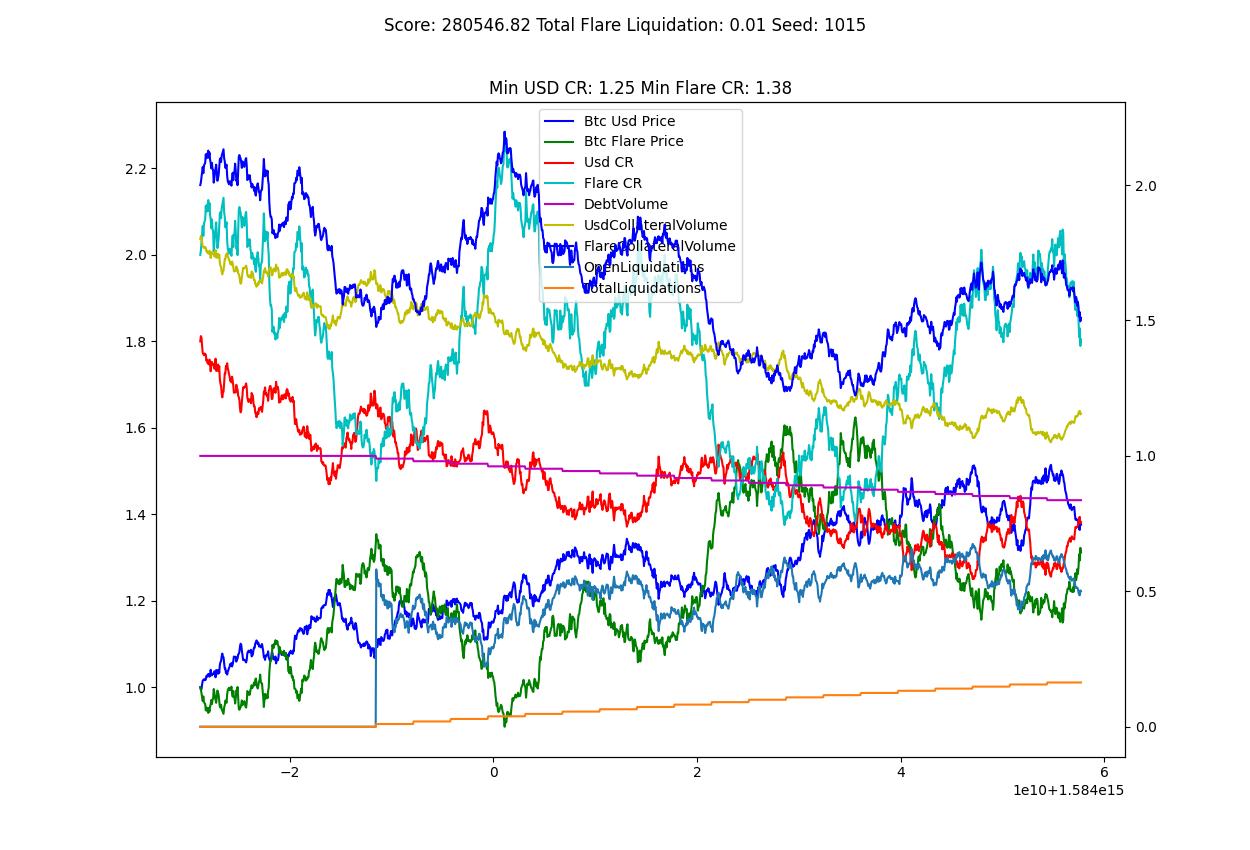 Score: 280546.82 Total Flare Liquidation: 0.01 Seed: 1015
Min USD CR: 1.25 Min Flare CR: 1.38
Btc Usd Price
Btc Flare Price
Usd CR
Flare CR
DebtVolume
UsdCollateralVolume
FlareCollateralVolume
OpenLiquidations
TotalLiquidations
2.2
2.0
1.8
1.6
1.4
1.2
1.0
2.0
1.5
1.0
0.5
0.0
−2
0
2
4
6
1e10+1.584e15